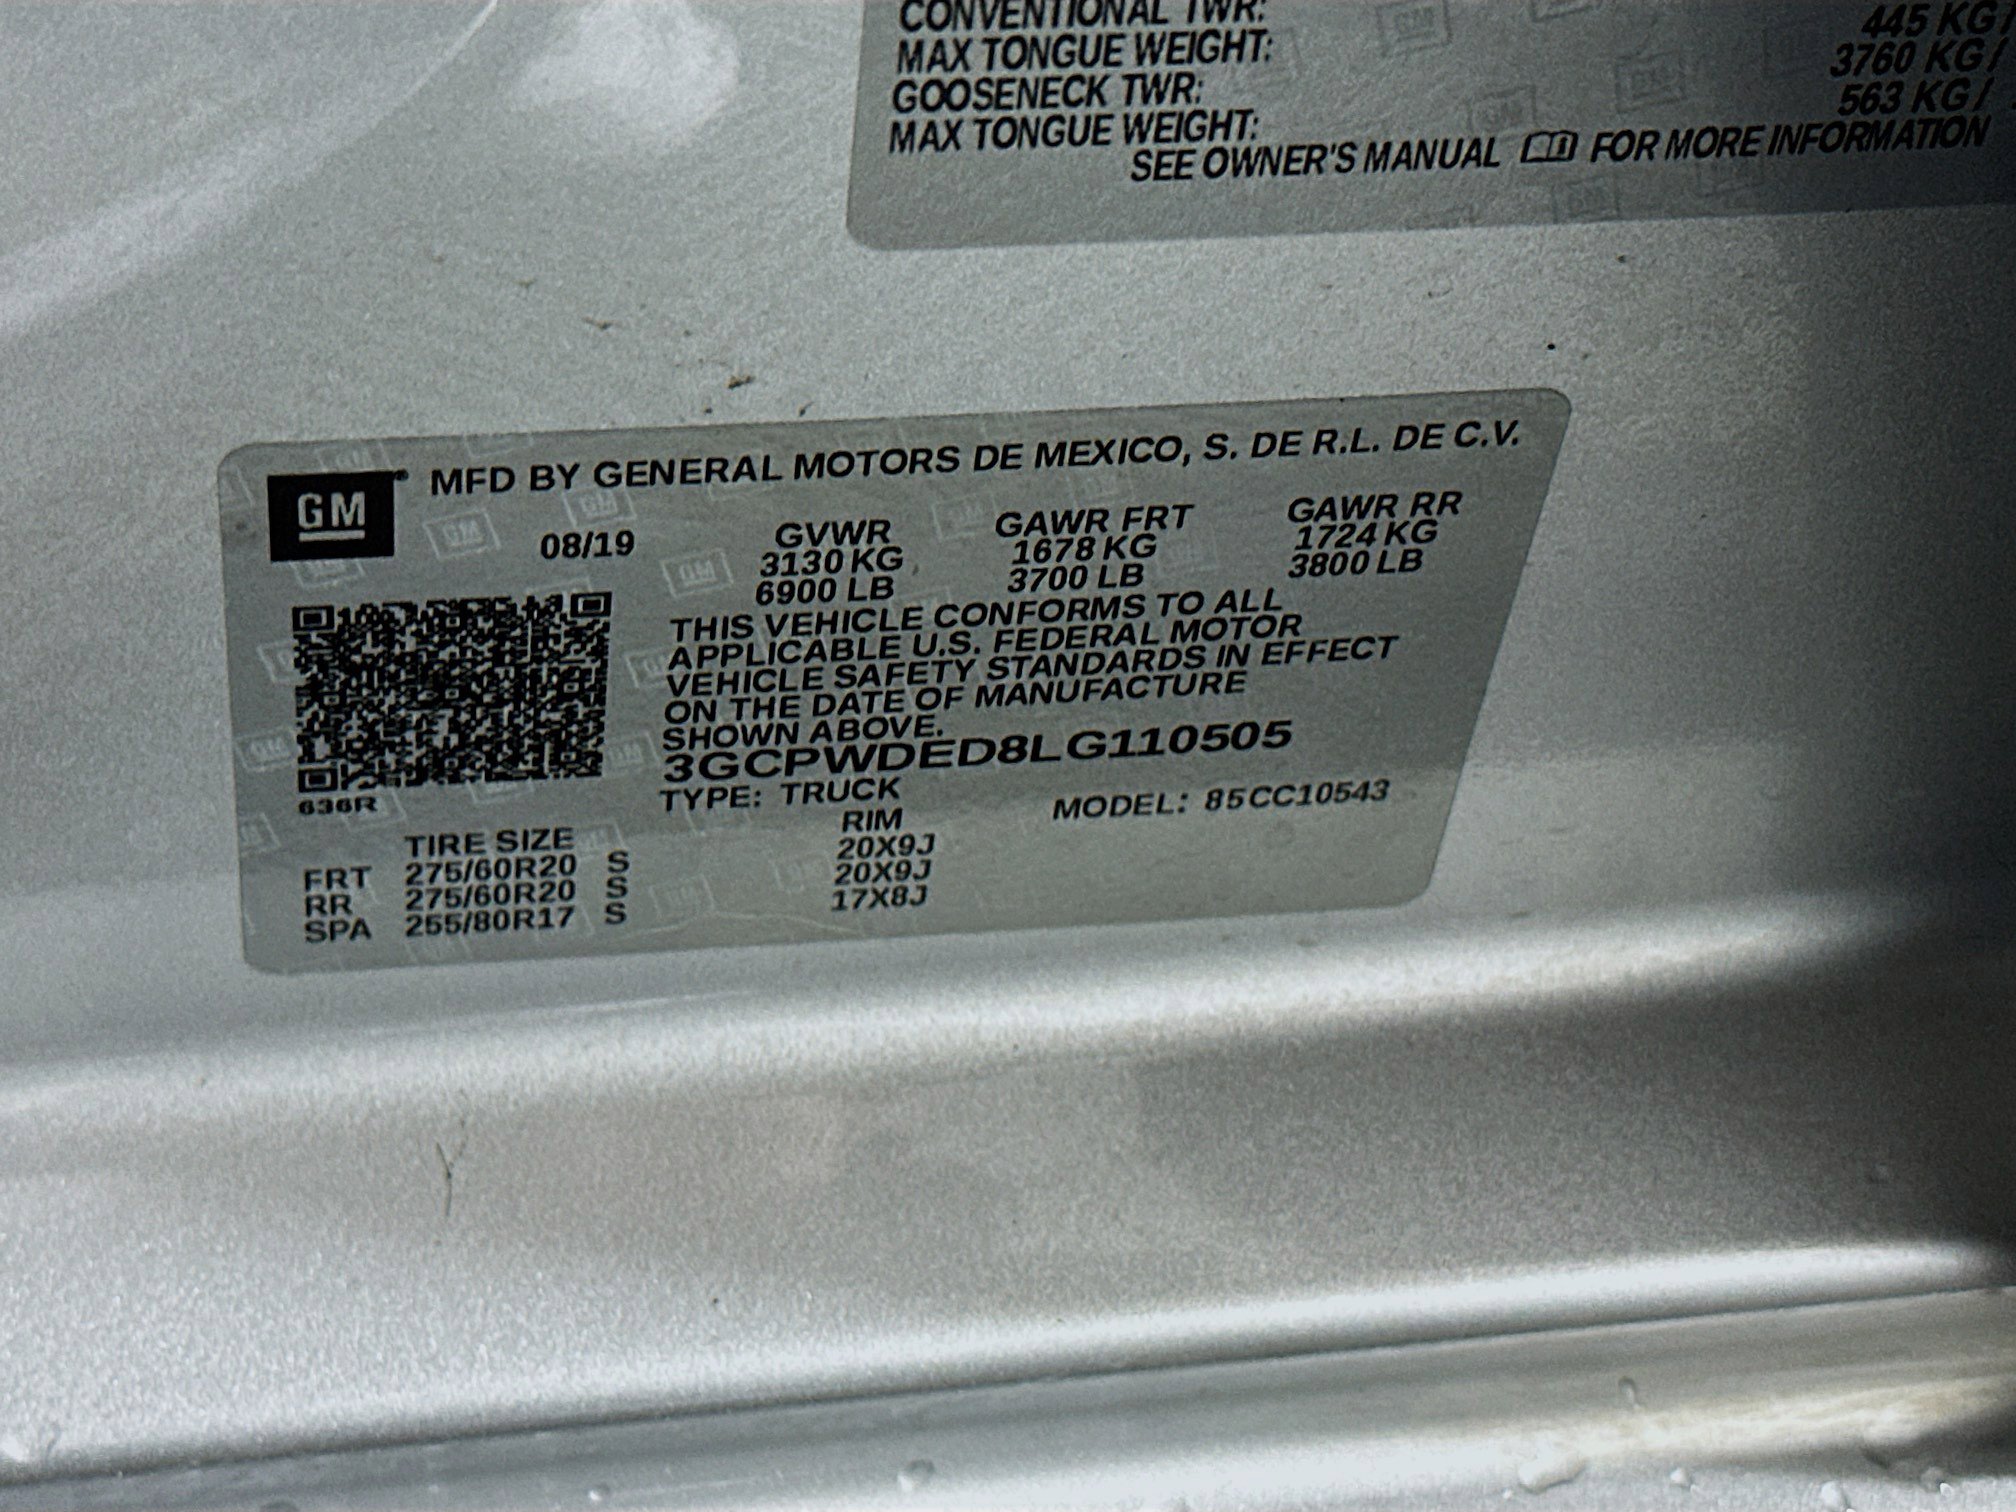 CONVENTIONAL TWR:
MAX TONGUE WEIGHT: 445 KG/
GOOSENECK TWR: 3760 KG/
MAX TONGUE WEIGHT: 563 KG/
SEE OWNER'S MANUAL FOR MORE INFORMATION
GM MFD BY GENERAL MOTORS DE MEXICO, S. DE R.L. DE C.V.
08/19 GVWR GAWR FRT GAWR RR
3130 KG 1678 KG 1724 KG
6900 LB 3700 LB 3800 LB
THIS VEHICLE CONFORMS TO ALL
APPLICABLE U.S. FEDERAL MOTOR
VEHICLE SAFETY STANDARDS IN EFFECT
ON THE DATE OF MANUFACTURE
SHOWN ABOVE.
3GCPWDED8LG110505
636R
TYPE: TRUCK MODEL: 85CC10543
TIRE SIZE RIM
FRT 275/60R20 S 20X9J
RR 275/60R20 S 20X9J
SPA 255/80R17 S 17X8J